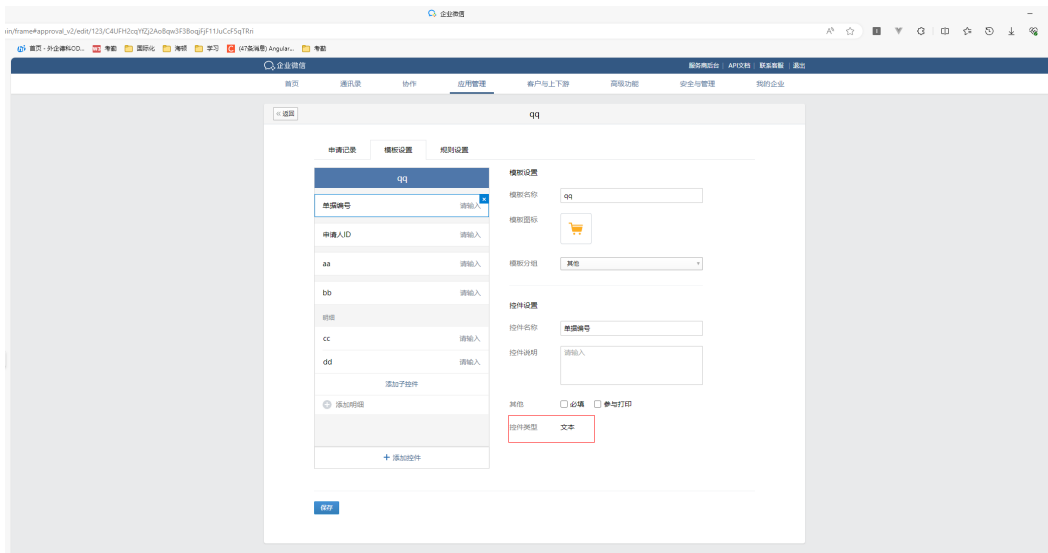 企业微信
in/frame#approval_v2/edit/123/C4UFH2cqYfZj2Ao8qw3F38oqjFjF11JuCcF5qTRri
首页 - 外企德科CO... 考勤 国际化 海顿 学习 (47条消息) Angular... 考勤
企业微信 服务商后台 | API文档 | 联系客服 | 退出
首页 通讯录 协作 应用管理 客户与上下游 高级功能 安全与管理 我的企业
« 返回 qq
申请记录 模板设置 规则设置
qq
单据编号 请输入
申请人ID 请输入
aa 请输入
bb 请输入
明细
cc 请输入
dd 请输入
添加子控件
添加明细
+ 添加控件
模板设置
模板名称 qq
模板图标
模板分组 其他
控件设置
控件名称 单据编号
控件说明 请输入
其他 必填 参与打印
控件类型 文本
保存